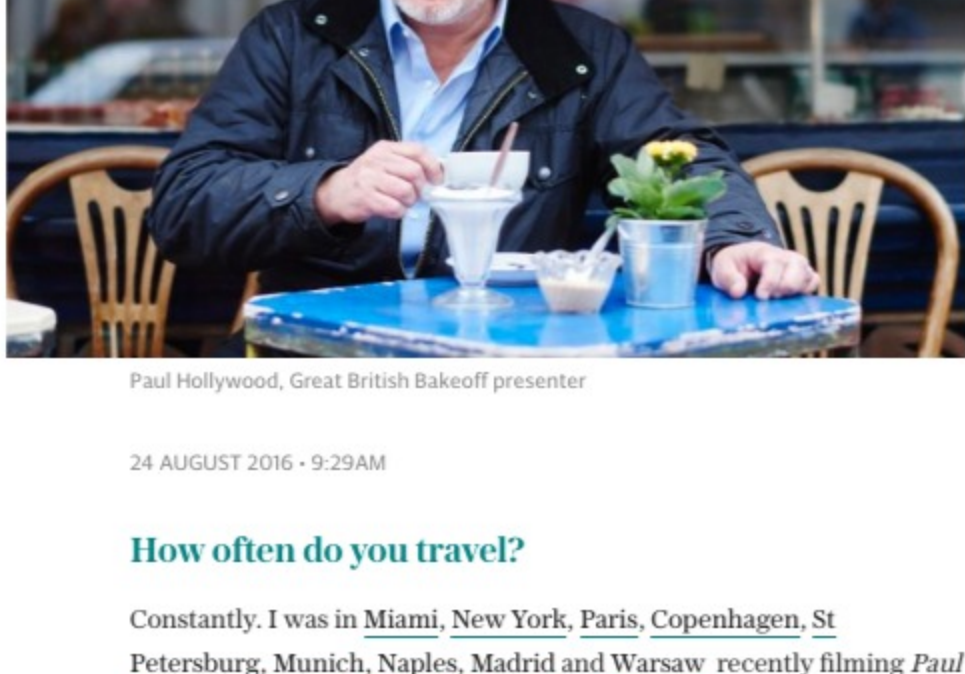 Paul Hollywood, Great British Bakeoff presenter
24 AUGUST 2016 • 9:29AM
How often do you travel?
Constantly. I was in Miami, New York, Paris, Copenhagen, St
Petersburg, Munich, Naples, Madrid and Warsaw recently filming Paul